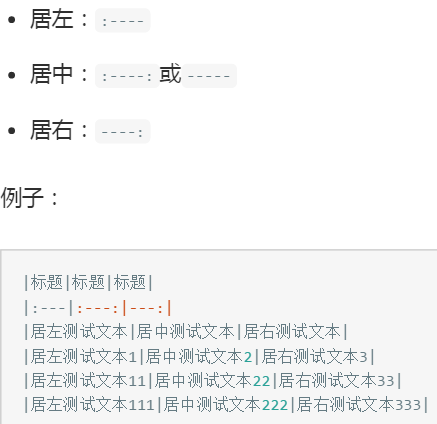 居左：:----
居中：:----:或-----
居右：----:
例子：
|标题|标题|标题|
|:---|:---:|---:|
|居左测试文本|居中测试文本|居右测试文本|
|居左测试文本1|居中测试文本2|居右测试文本3|
|居左测试文本11|居中测试文本22|居右测试文本33|
|居左测试文本111|居中测试文本222|居右测试文本333|